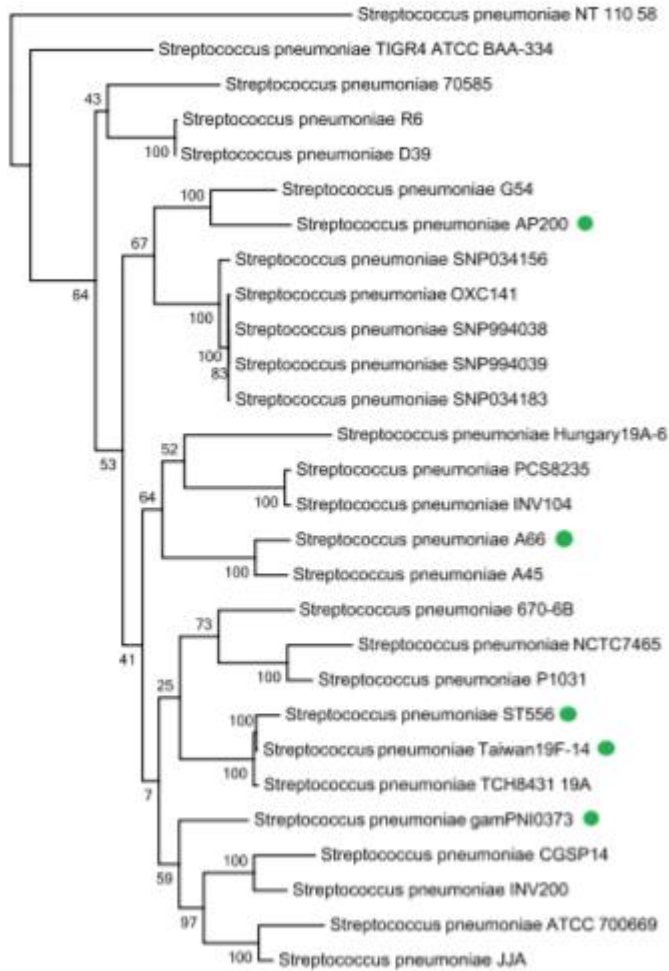 Streptococcus pneumoniae NT 110 58
Streptococcus pneumoniae TIGR4 ATCC BAA-334
43
Streptococcus pneumoniae 70585
Streptococcus pneumoniae R6
100
Streptococcus pneumoniae D39
100
Streptococcus pneumoniae G54
Streptococcus pneumoniae AP200
67
Streptococcus pneumoniae SNP034156
64
Streptococcus pneumoniae OXC141
100
Streptococcus pneumoniae SNP994038
100
Streptococcus pneumoniae SNP994039
83
Streptococcus pneumoniae SNP034183
Streptococcus pneumoniae Hungary19A-6
52
53
Streptococcus pneumoniae PCS8235
64
100
Streptococcus pneumoniae INV104
Streptococcus pneumoniae A66
100
Streptococcus pneumoniae A45
Streptococcus pneumoniae 670-6B
73
Streptococcus pneumoniae NCTC7465
41
100
Streptococcus pneumoniae P1031
25
100
Streptococcus pneumoniae ST556
Streptococcus pneumoniae Taiwan19F-14
100
Streptococcus pneumoniae TCH8431 19A
7
Streptococcus pneumoniae gamPNI0373
100
Streptococcus pneumoniae CGSP14
59
Streptococcus pneumoniae INV200
97
Streptococcus pneumoniae ATCC 700669
100
Streptococcus pneumoniae JJA